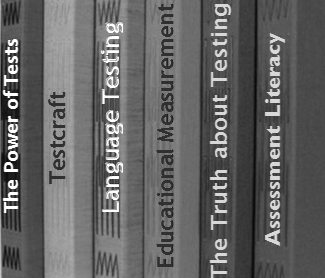 The Power of Tests
Testcraft
Language Testing
Educational Measurement
The Truth about Testing
Assessment Literacy